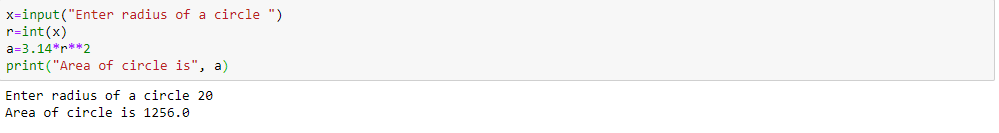 x=input("Enter radius of a circle ")
r=int(x)
a=3.14*r**2
print("Area of circle is", a)
Enter radius of a circle 20
Area of circle is 1256.0